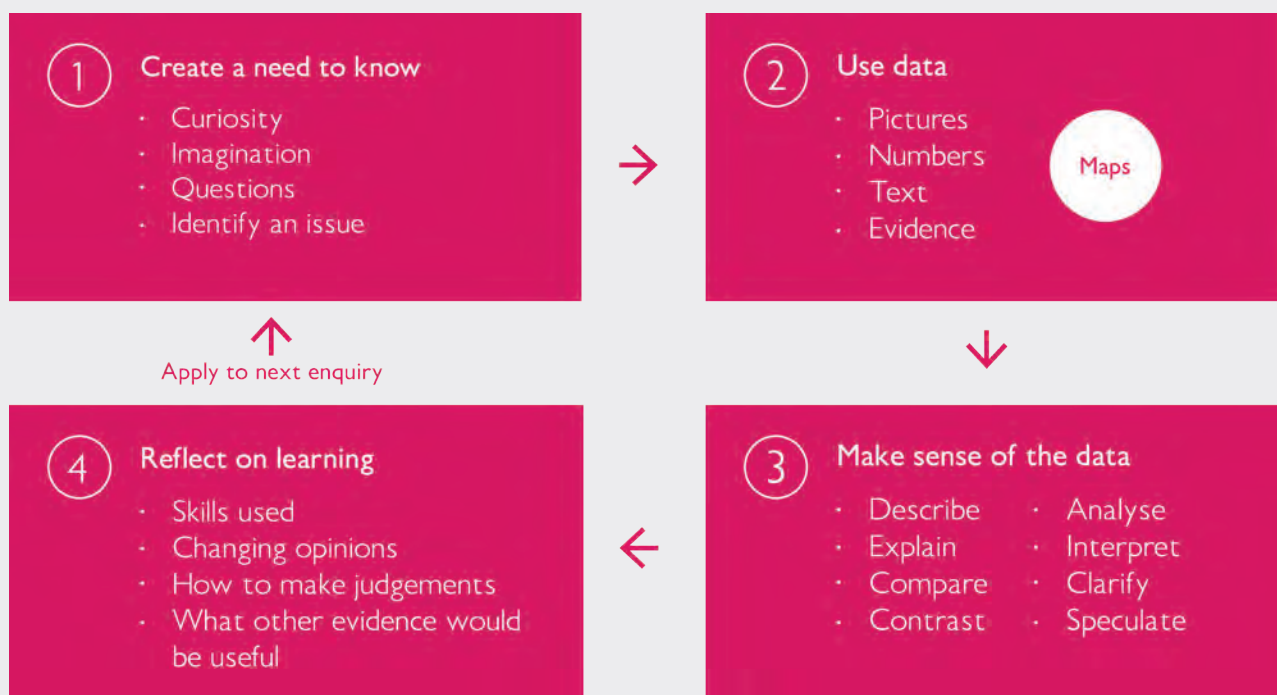 1
Create a need to know
· Curiosity
· Imagination
· Questions
· Identify an issue
2
Use data
· Pictures
· Numbers
· Text
· Evidence
Maps
3
Make sense of the data
· Describe
· Explain
· Compare
· Contrast
· Analyse
· Interpret
· Clarify
· Speculate
4
Reflect on learning
· Skills used
· Changing opinions
· How to make judgements
· What other evidence would
be useful
Apply to next enquiry